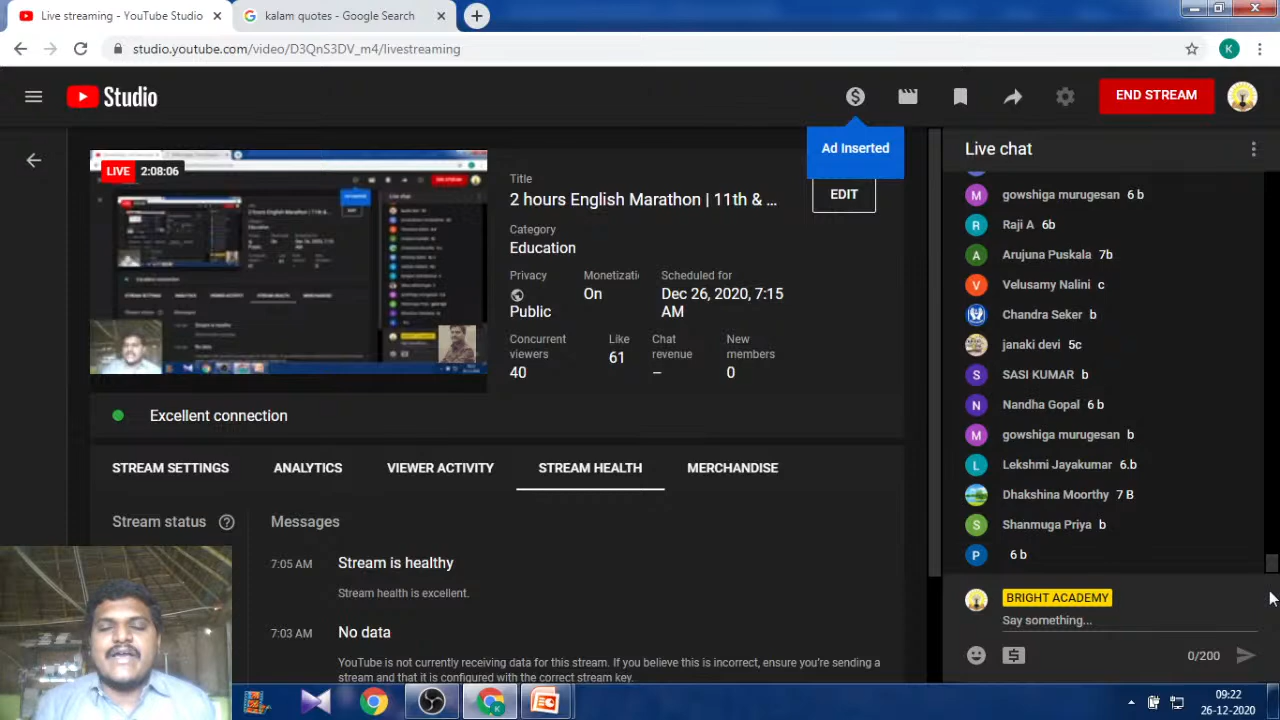 Live streaming - YouTube Studio
kalam quotes - Google Search
studio.youtube.com/video/D3QnS3DV_m4/livestreaming
K
Studio
END STREAM
Ad Inserted
Live chat
LIVE 2:08:06
Title
2 hours English Marathon | 11th & ...
EDIT
Category
Education
Privacy
Public
Monetizati
On
Scheduled for
Dec 26, 2020, 7:15
AM
Concurrent
viewers
40
Like
61
Chat
revenue
–
New
members
0
Excellent connection
STREAM SETTINGS
ANALYTICS
VIEWER ACTIVITY
STREAM HEALTH
MERCHANDISE
Stream status
Messages
7:05 AM Stream is healthy
Stream health is excellent.
7:03 AM No data
YouTube is not currently receiving data for this stream. If you believe this is incorrect, ensure you're sending a
stream and that it is configured with the correct stream key.
M gowshiga murugesan 6 b
R Raji A 6b
A Arujuna Puskala 7b
V Velusamy Nalini c
Chandra Seker b
janaki devi 5c
S SASI KUMAR b
N Nandha Gopal 6 b
M gowshiga murugesan b
L Lekshmi Jayakumar 6.b
Dhakshina Moorthy 7 B
S Shanmuga Priya b
P 6 b
BRIGHT ACADEMY
Say something...
0/200
09:22
26-12-2020